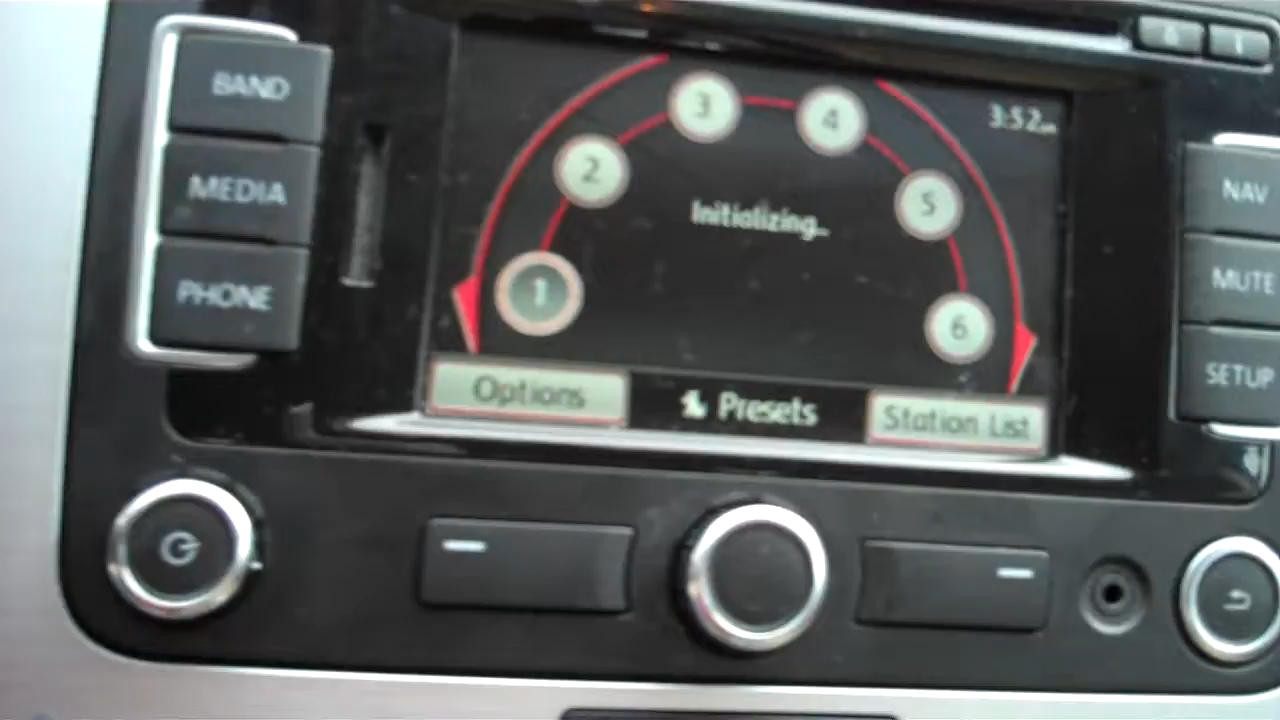 BAND
MEDIA
PHONE
3:52
3
4
2
5
1
6
Initializing...
Options
Presets
Station List
NAV
MUTE
SETUP